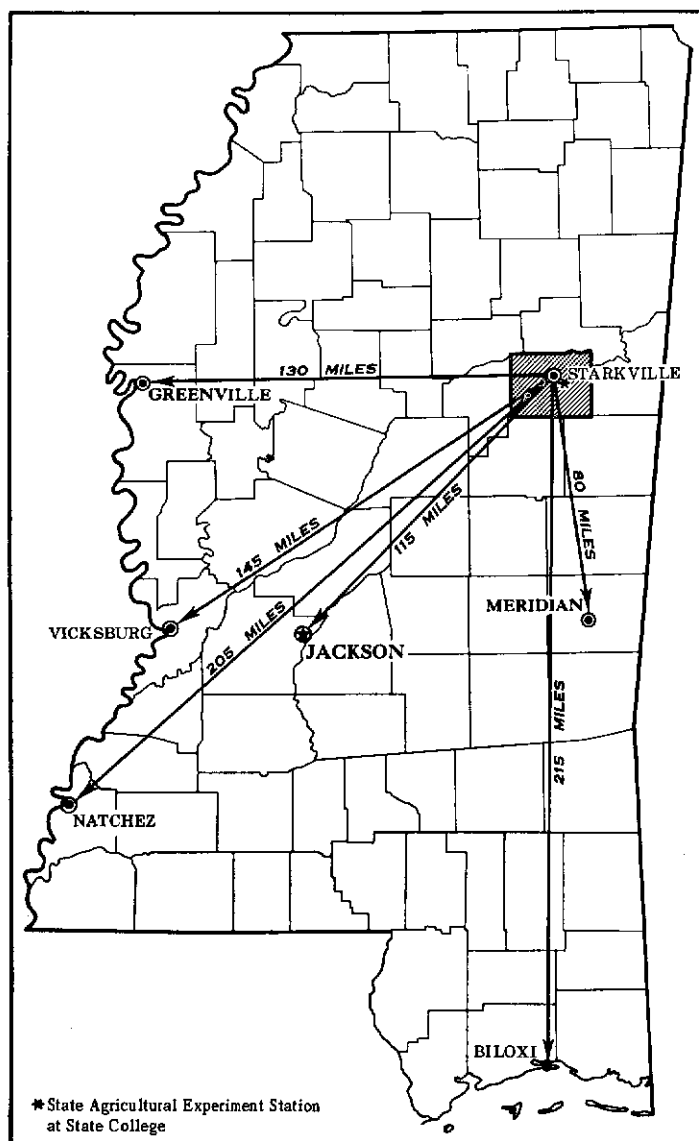 130 MILES
STARKVILLE
*
GREENVILLE
80 MILES
115 MILES
145 MILES
MERIDIAN
VICKSBURG
JACKSON
205 MILES
215 MILES
NATCHEZ
BILOXI
* State Agricultural Experiment Station
at State College